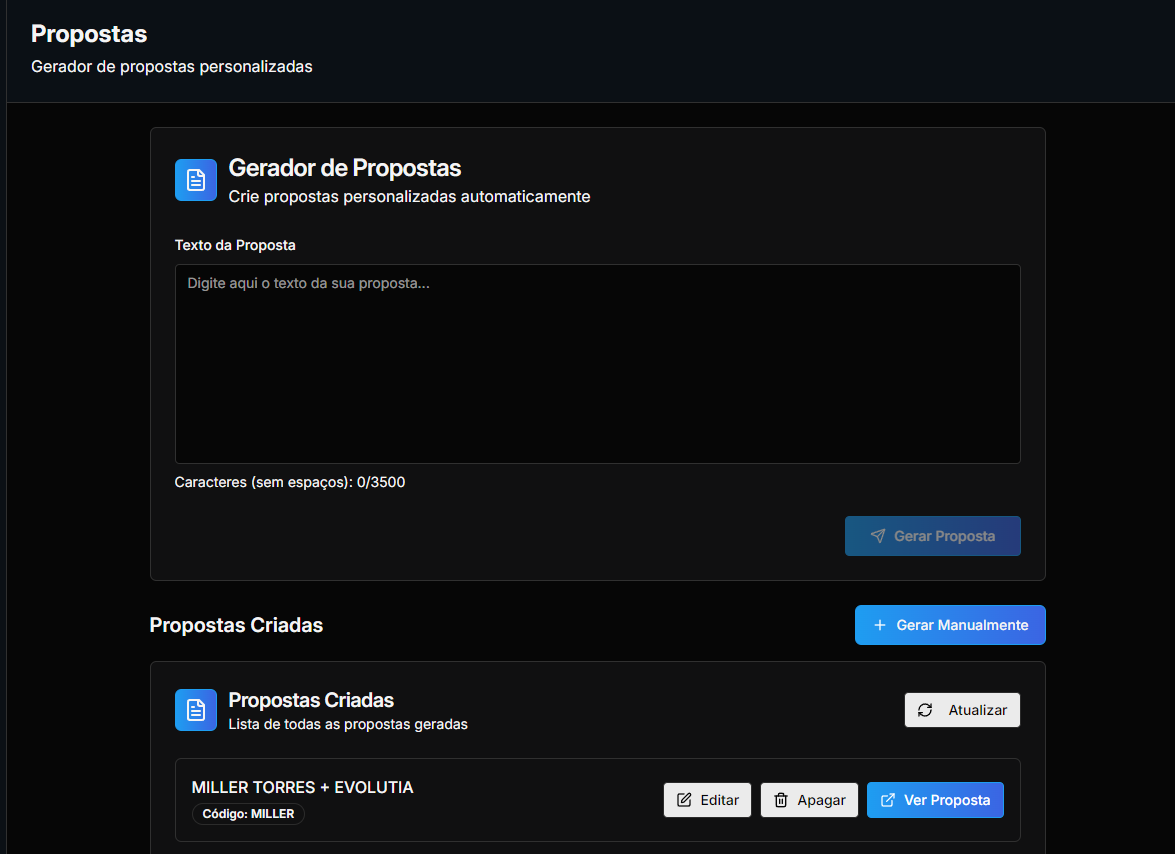 Propostas
Gerador de propostas personalizadas
Gerador de Propostas
Crie propostas personalizadas automaticamente
Texto da Proposta
Digite aqui o texto da sua proposta...
Caracteres (sem espaços): 0/3500
Gerar Proposta
Propostas Criadas
+ Gerar Manualmente
Propostas Criadas
Lista de todas as propostas geradas
Atualizar
MILLER TORRES + EVOLUTIA
Código: MILLER
Editar
Apagar
Ver Proposta